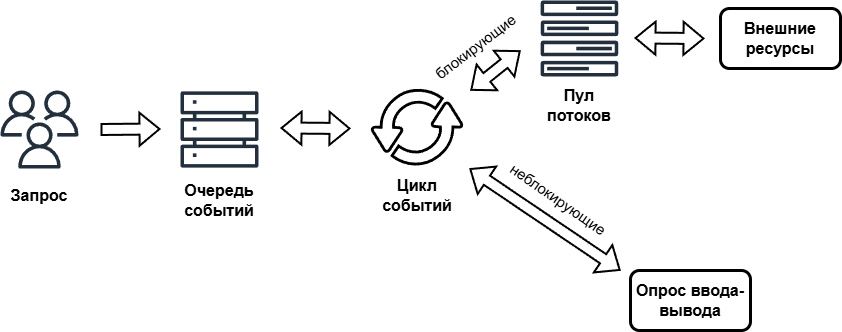 Запрос
Очередь
событий
Цикл
событий
блокирующие
Пул
потоков
Внешние
ресурсы
неблокирующие
Опрос ввода-
вывода